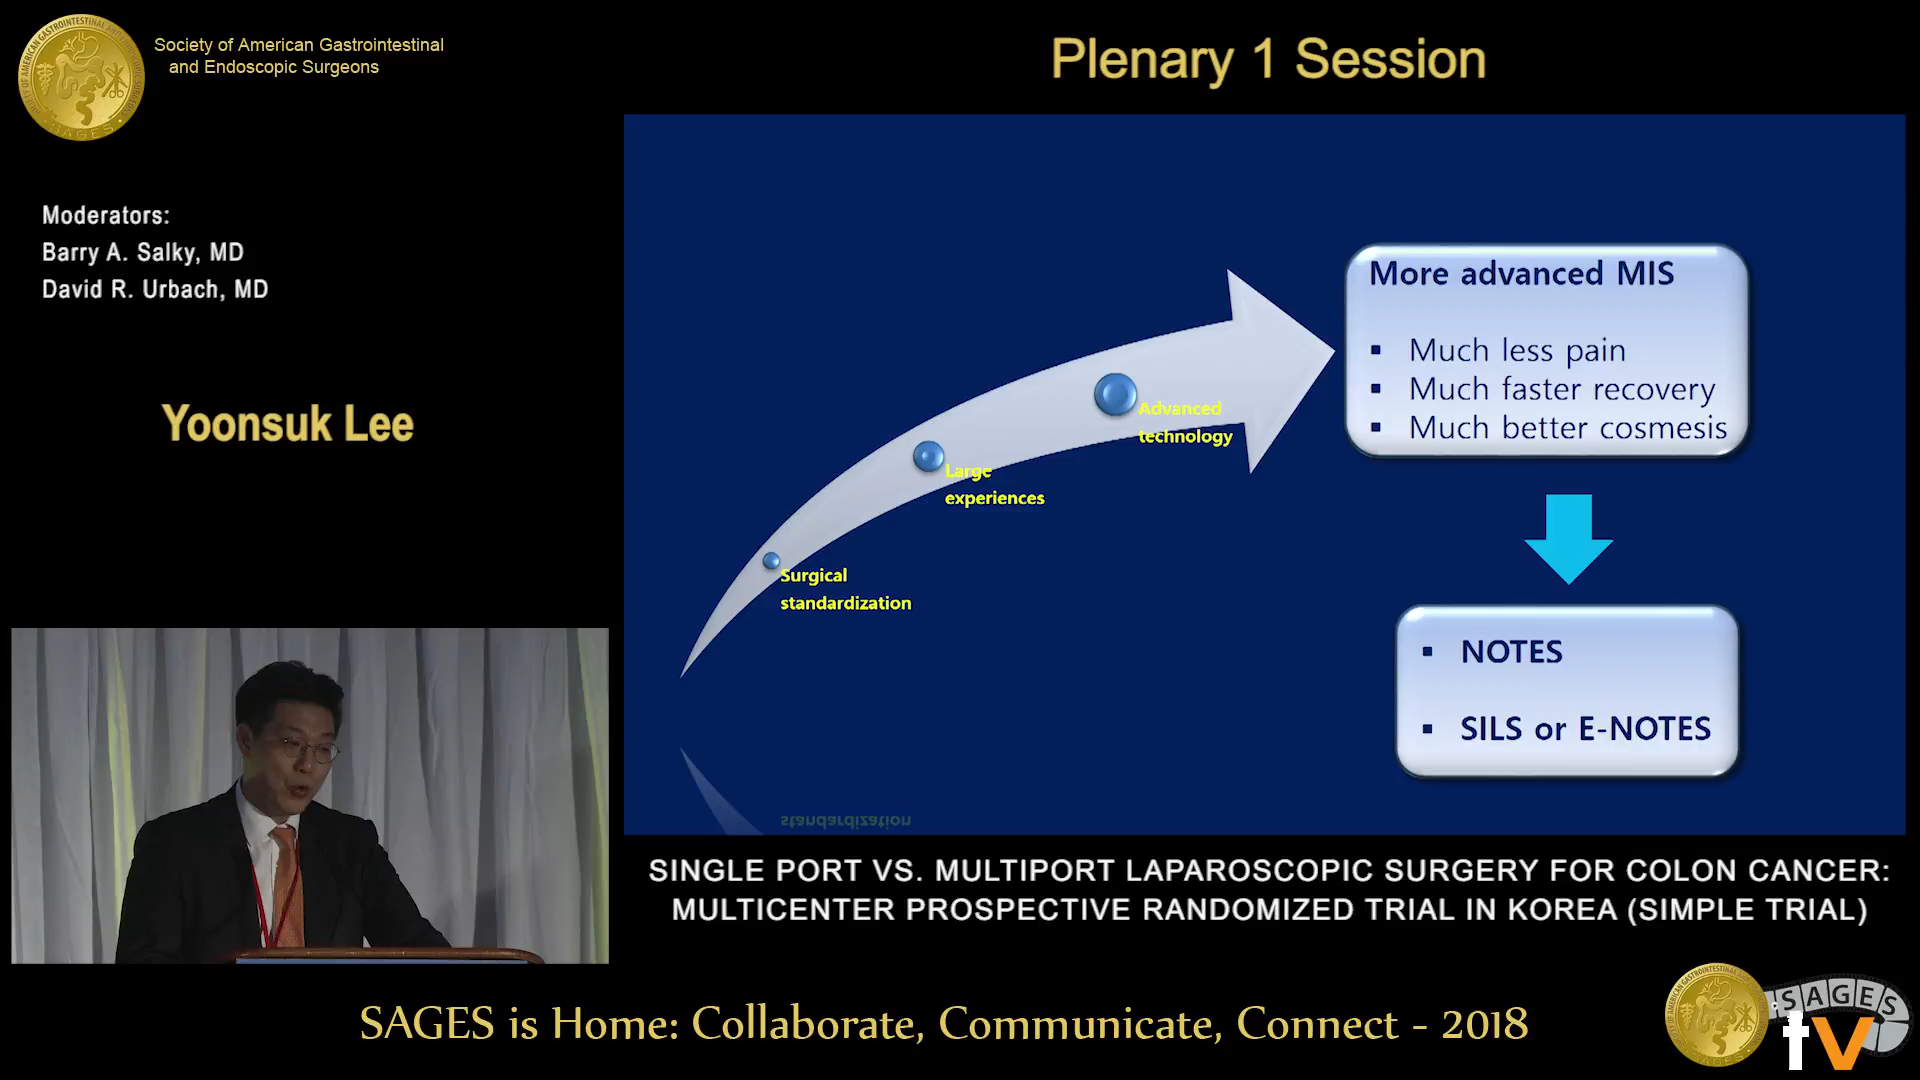 Society of American Gastrointestinal
and Endoscopic Surgeons
Plenary 1 Session
Moderators:
Barry A. Salky, MD
David R. Urbach, MD
Yoonsuk Lee
More advanced MIS
▪ Much less pain
▪ Much faster recovery
▪ Much better cosmesis
Advanced
technology
Large
experiences
Surgical
standardization
▪ NOTES
▪ SILS or E-NOTES
standardization
SINGLE PORT VS. MULTIPORT LAPAROSCOPIC SURGERY FOR COLON CANCER:
MULTICENTER PROSPECTIVE RANDOMIZED TRIAL IN KOREA (SIMPLE TRIAL)
SAGES is Home: Collaborate, Communicate, Connect - 2018
SAGES
SAGES
tv